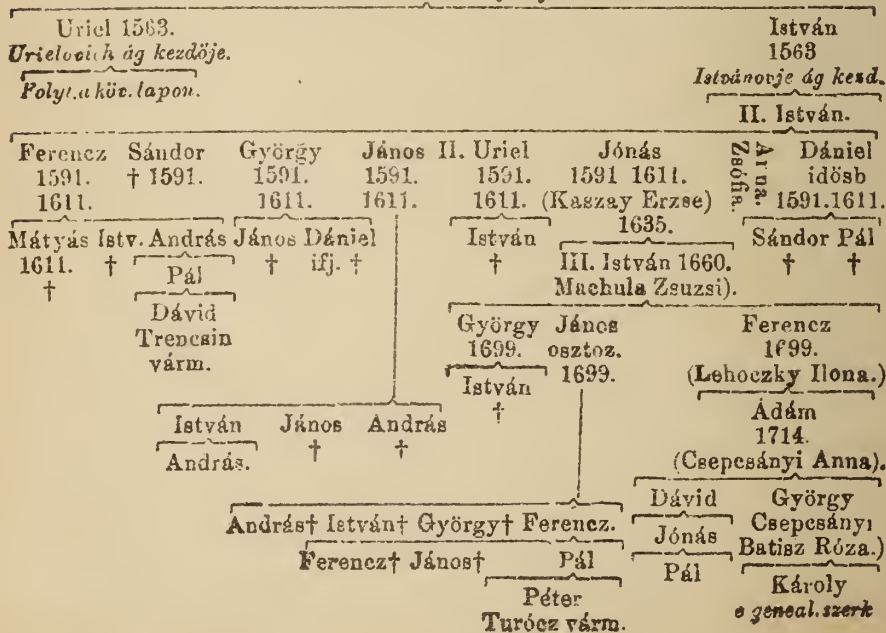 Uriel 1563. István
Urielovich ág kezdője. 1563
Folyt. a köv. lapon. Istvánovje ág kezd.
II. István.
Ferencz Sándor György János II. Uriel Jónás Anna. Zsófia. Dániel
1591. † 1591. 1591. 1591. 1591. 1591 1611. idösb
1611. 1611. 1611. 1611. (Kaszay Erzse) 1591.1611.
1635.
Mátyás Istv. András János Dániel István Sándor Pál
1611. † † ifj. † † † †
†
Pál III. István 1660.
Machula Zsuzsi).
Dávid
Trencsin
várm.
György János Ferencz
1699. osztoz. 1699.
1699. (Lehoczky Ilona.)
István
†
István János András Ádám
† † 1714.
András. (Csepcsányi Anna).
Dávid György
András† István† György† Ferencz. Csepcsányi
Jónás Batisz Róza.)
Ferencz† János† Pál Pál Károly
Péter e geneal. szerk
Turócz várm.